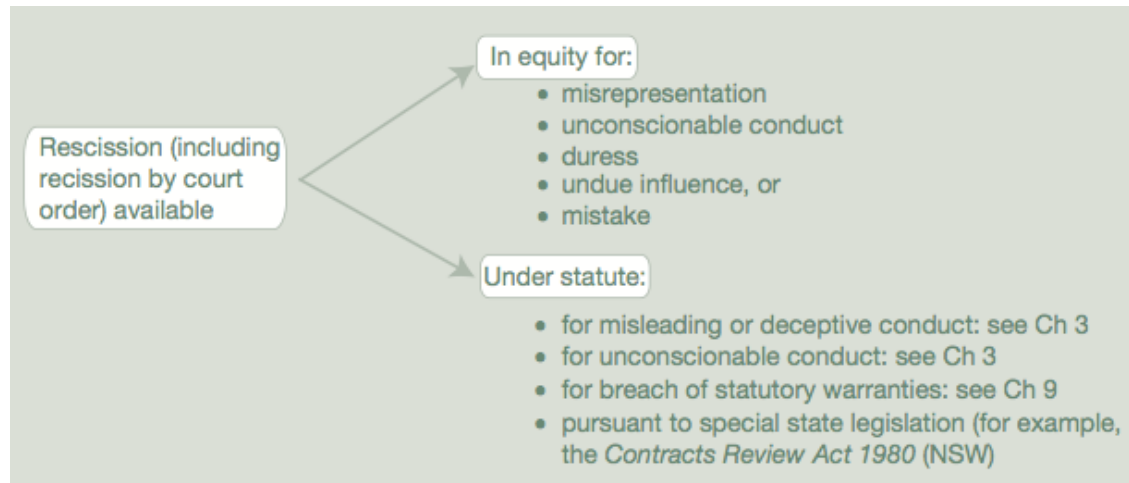 Rescission (including
recission by court
order) available
In equity for:
• misrepresentation
• unconscionable conduct
• duress
• undue influence, or
• mistake
Under statute:
• for misleading or deceptive conduct: see Ch 3
• for unconscionable conduct: see Ch 3
• for breach of statutory warranties: see Ch 9
• pursuant to special state legislation (for example,
the Contracts Review Act 1980 (NSW)